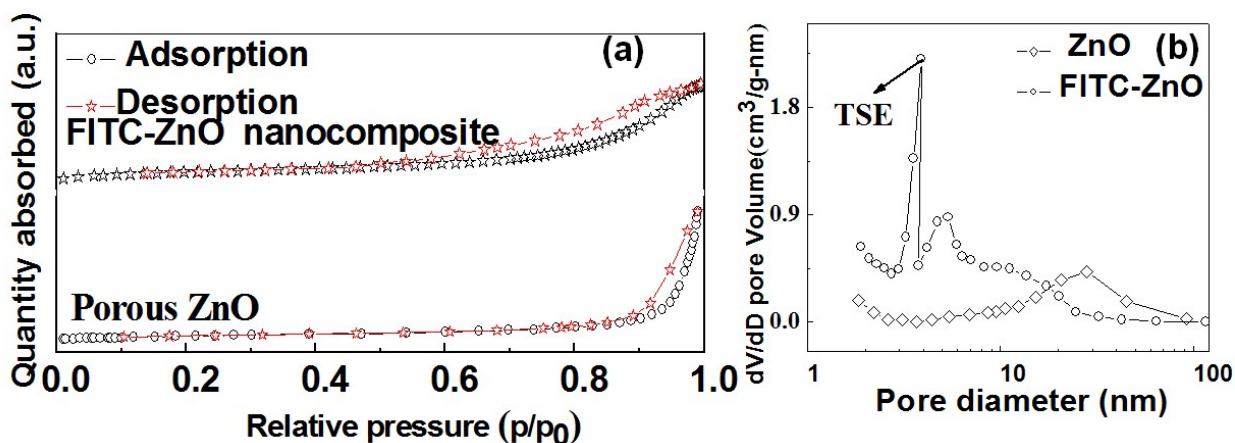 Quantity absorbed (a.u.)
Adsorption
Desorption
FITC-ZnO nanocomposite
(a)
Porous ZnO
0.0 0.2 0.4 0.6 0.8 1.0
Relative pressure (p/p0)
dV/dD pore Volume(cm3/g-nm)
ZnO
FITC-ZnO
(b)
TSE
1.8
0.9
0.0
1 10 100
Pore diameter (nm)